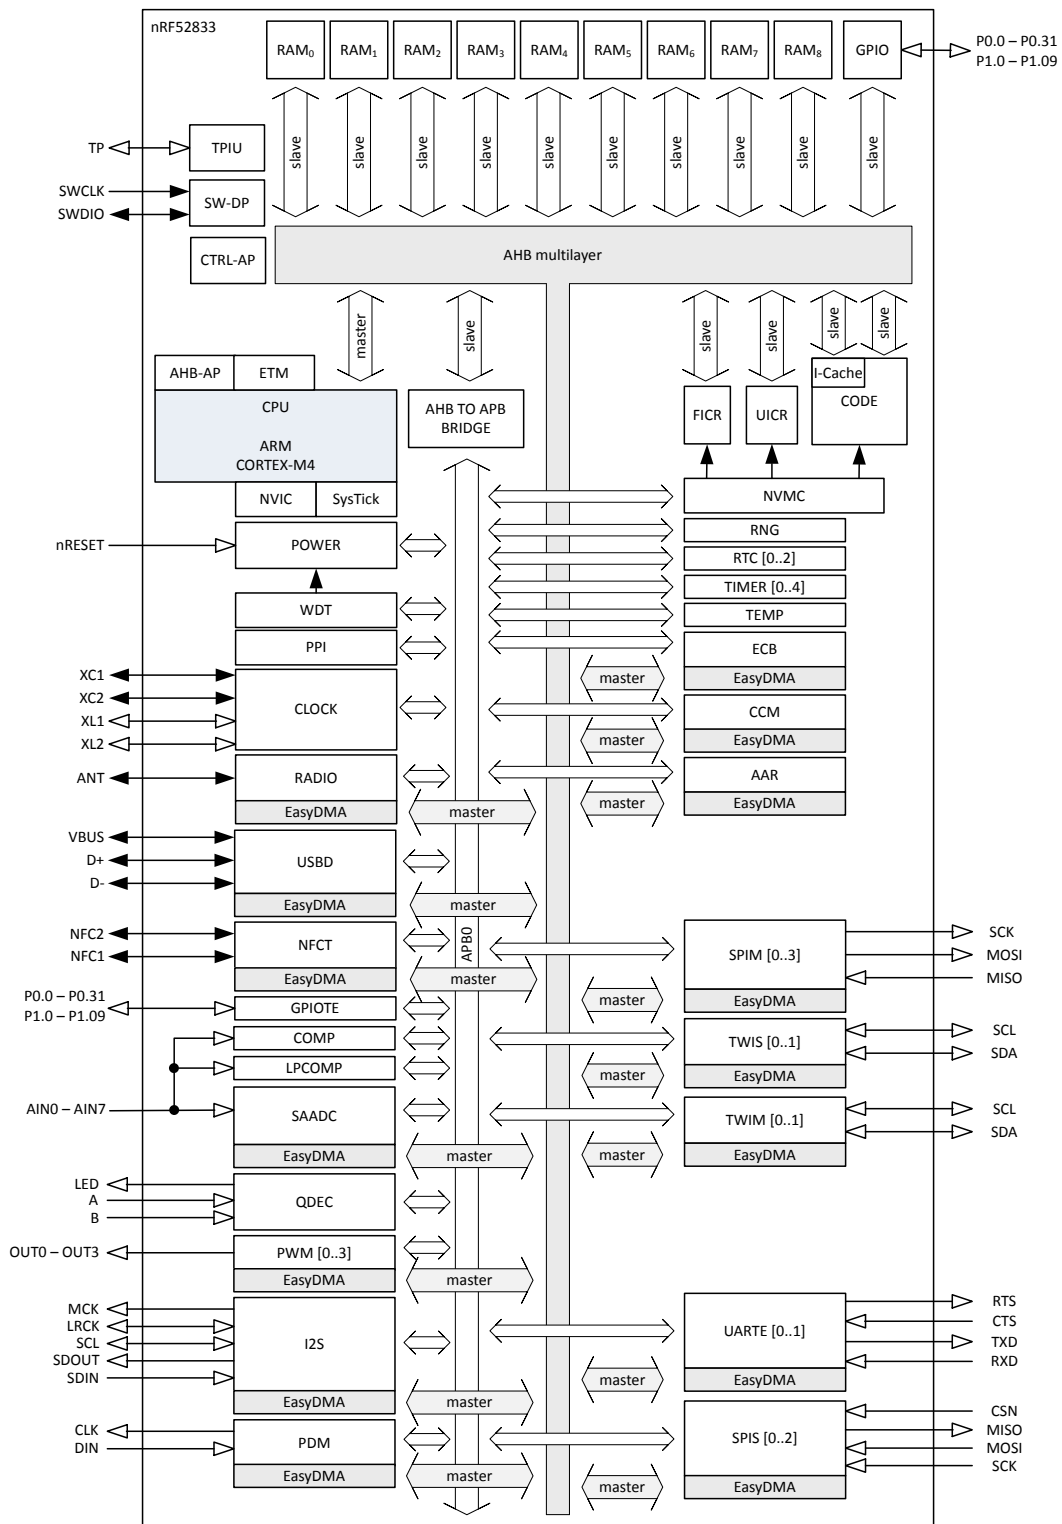 nRF52833
RAM0
RAM1
RAM2
RAM3
RAM4
RAM5
RAM6
RAM7
RAM8
GPIO
P0.0 – P0.31
P1.0 – P1.09
slave
slave
slave
slave
slave
slave
slave
slave
slave
slave
TP
TPIU
SWCLK
SWDIO
SW-DP
CTRL-AP
AHB multilayer
master
slave
slave
slave
slave
slave
AHB-AP
ETM
CPU
ARM
CORTEX-M4
NVIC
SysTick
AHB TO APB
BRIDGE
FICR
UICR
I-Cache
CODE
NVMC
nRESET
POWER
RNG
RTC [0..2]
TIMER [0..4]
WDT
TEMP
PPI
ECB
master
EasyDMA
XC1
XC2
XL1
XL2
CLOCK
CCM
master
EasyDMA
ANT
RADIO
AAR
EasyDMA
master
master
EasyDMA
VBUS
D+
D-
USBD
EasyDMA
master
NFC2
NFC1
NFCT
EasyDMA
master
APB0
SPIM [0..3]
SCK
MOSI
MISO
master
EasyDMA
P0.0 – P0.31
P1.0 – P1.09
GPIOTE
COMP
LPCOMP
TWIS [0..1]
SCL
SDA
master
EasyDMA
AIN0 – AIN7
SAADC
EasyDMA
master
TWIM [0..1]
SCL
SDA
master
EasyDMA
LED
A
B
QDEC
OUT0 – OUT3
PWM [0..3]
EasyDMA
master
MCK
LRCK
SCL
SDOUT
SDIN
I2S
EasyDMA
master
UARTE [0..1]
RTS
CTS
TXD
RXD
master
EasyDMA
CLK
DIN
PDM
EasyDMA
master
SPIS [0..2]
CSN
MISO
MOSI
SCK
master
EasyDMA